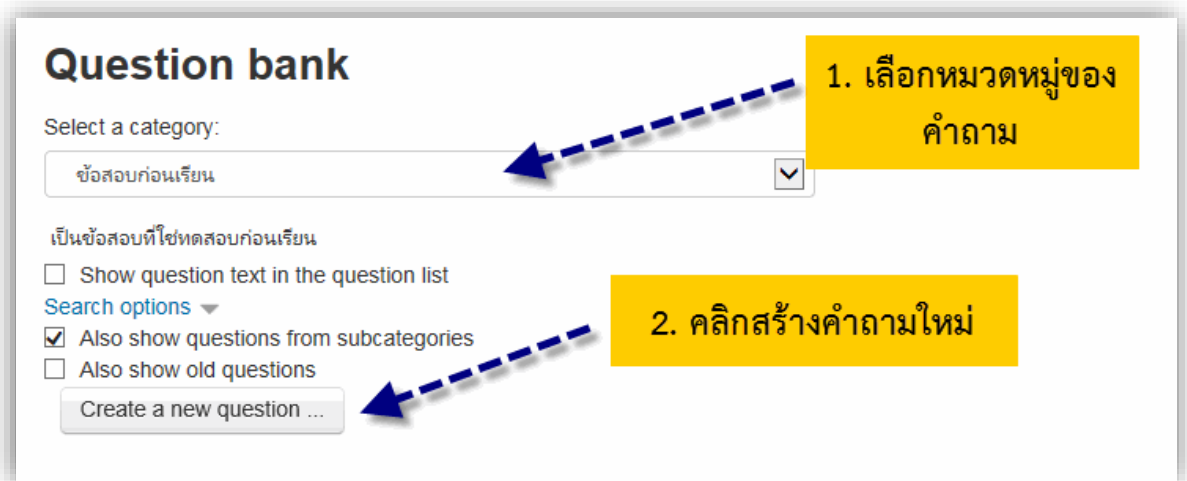 Question bank
1. เลือกหมวดหมู่ของ
คำถาม
Select a category:
ข้อสอบก่อนเรียน
เป็นข้อสอบที่ใช่ทดสอบก่อนเรียน
Show question text in the question list
Search options
2. คลิกสร้างคำถามใหม่
Also show questions from subcategories
Also show old questions
Create a new question ...